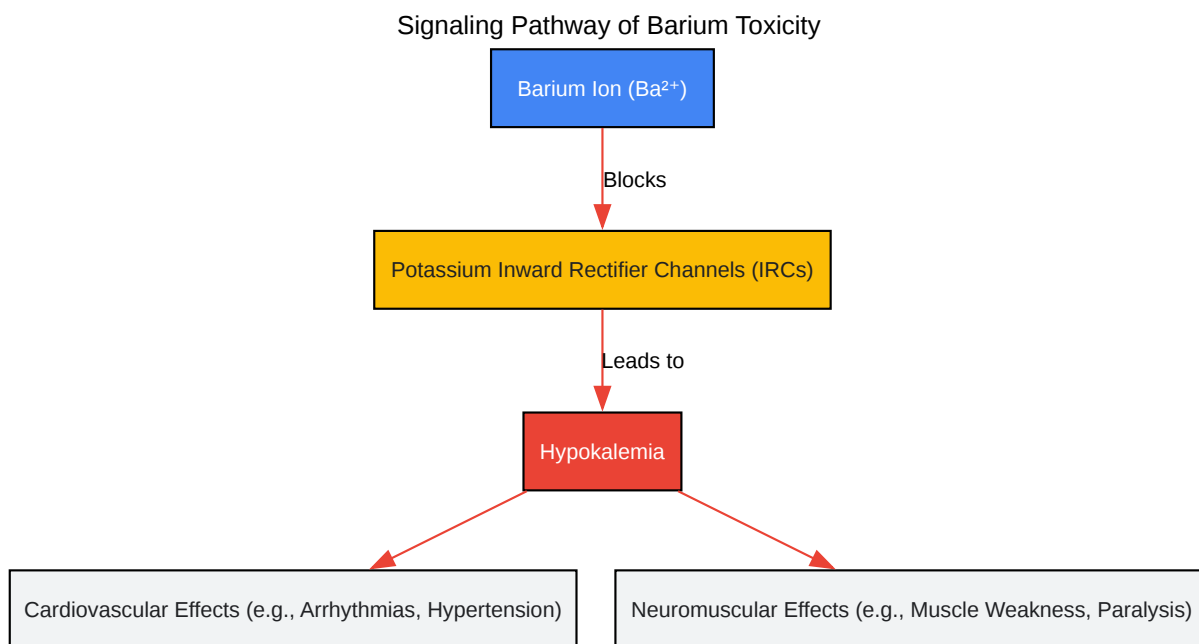 Signaling Pathway of Barium Toxicity
Barium Ion (Ba²⁺)
Blocks
Potassium Inward Rectifier Channels (IRCs)
Leads to
Hypokalemia
Cardiovascular Effects (e.g., Arrhythmias, Hypertension)
Neuromuscular Effects (e.g., Muscle Weakness, Paralysis)